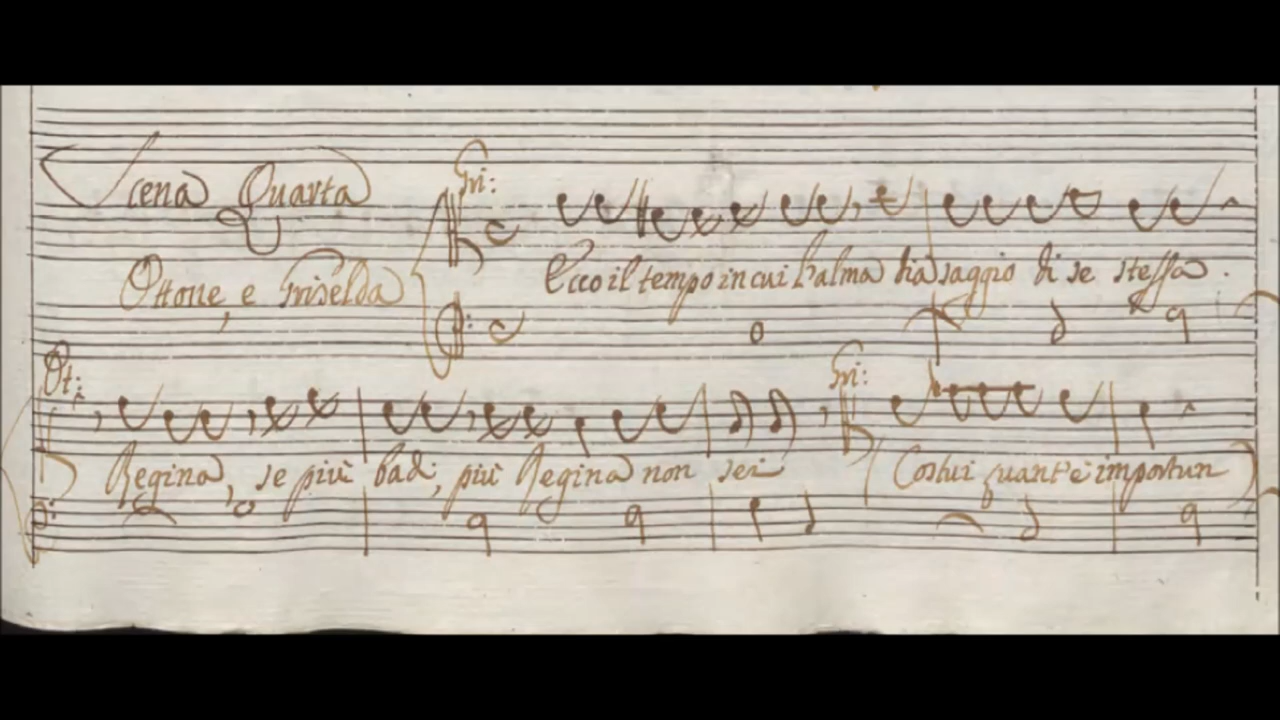 Scena Quarta
Gri:
Ottone, e Griselda
Ecco il tempo in cui l'alma dia saggio di se stessa.
Ot: Gri:
Regina, se più badi, più Regina non sei Costui quant'è importun